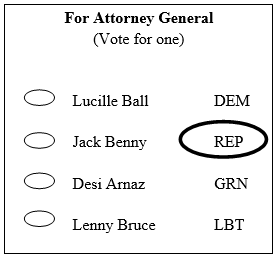 For Attorney General
(Vote for one)
Lucille Ball DEM
Jack Benny REP
Desi Arnaz GRN
Lenny Bruce LBT